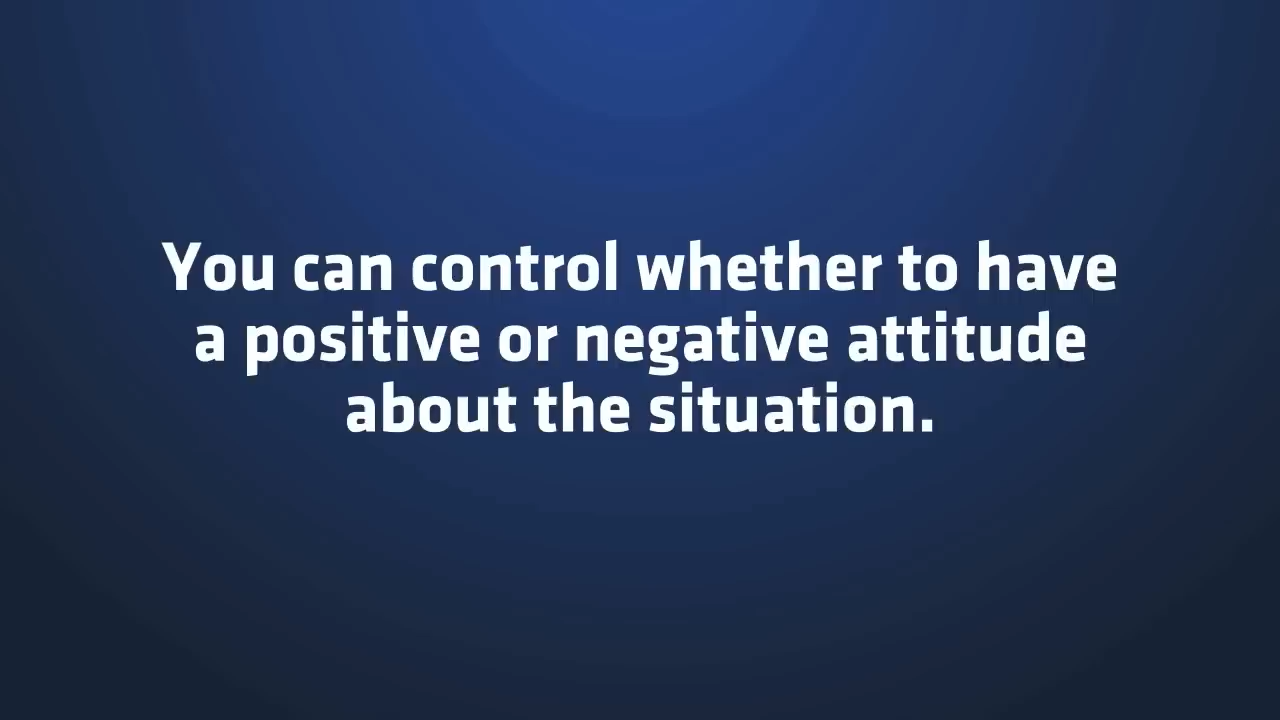 You can control whether to have
a positive or negative attitude
about the situation.